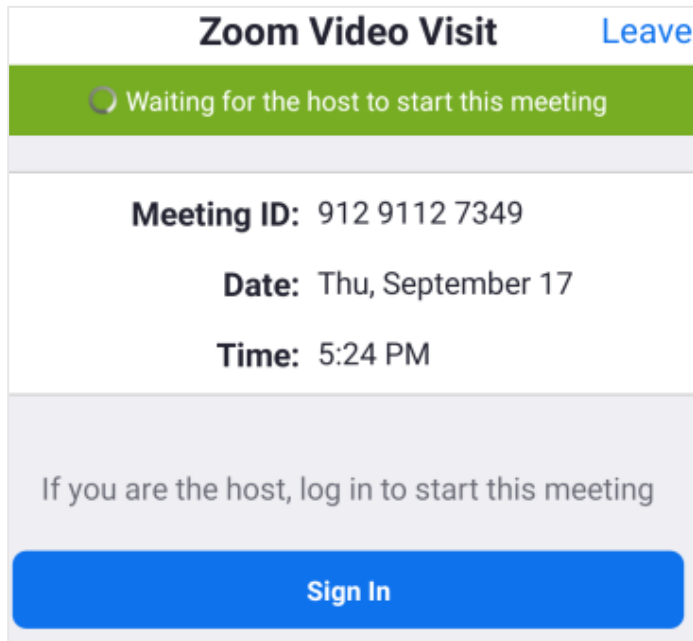 Zoom Video Visit Leave
Waiting for the host to start this meeting
Meeting ID: 912 9112 7349
Date: Thu, September 17
Time: 5:24 PM
If you are the host, log in to start this meeting
Sign In